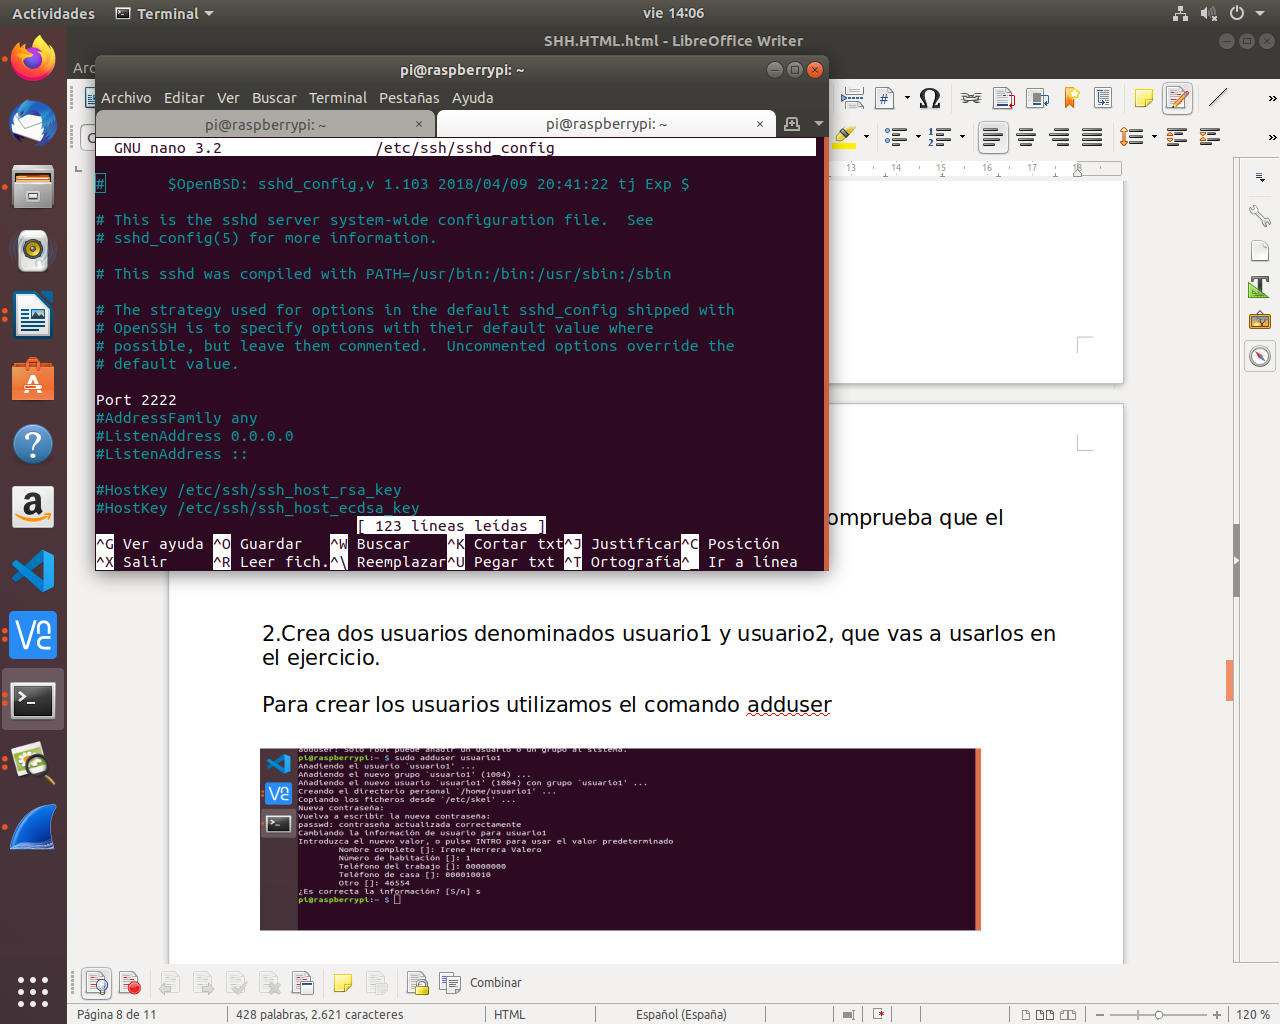 Actividades
Terminal
vie 14:06
SHH.HTML.html - LibreOffice Writer
pi@raspberrypi: ~
Archivo Editar Ver Buscar Terminal Pestañas Ayuda
pi@raspberrypi: ~ × pi@raspberrypi: ~ ×
GNU nano 3.2 /etc/ssh/sshd_config
# $OpenBSD: sshd_config,v 1.103 2018/04/09 20:41:22 tj Exp $
# This is the sshd server system-wide configuration file. See
# sshd_config(5) for more information.
# This sshd was compiled with PATH=/usr/bin:/bin:/usr/sbin:/sbin
# The strategy used for options in the default sshd_config shipped with
# OpenSSH is to specify options with their default value where
# possible, but leave them commented. Uncommented options override the
# default value.
Port 2222
#AddressFamily any
#ListenAddress 0.0.0.0
#ListenAddress ::
#HostKey /etc/ssh/ssh_host_rsa_key
#HostKey /etc/ssh/ssh_host_ecdsa_key
[ 123 líneas leídas ]
^G Ver ayuda ^O Guardar ^W Buscar ^K Cortar txt ^J Justificar ^C Posición
^X Salir ^R Leer fich. ^\ Reemplazar ^U Pegar txt ^T Ortografía ^_ Ir a línea
13 14 15 16 17 18
omprueba que el
2.Crea dos usuarios denominados usuario1 y usuario2, que vas a usarlos en
el ejercicio.
Para crear los usuarios utilizamos el comando adduser
adduser: Sólo root puede añadir un usuario o un grupo al sistema.
pi@raspberrypi:~ $ sudo adduser usuario1
Añadiendo el usuario `usuario1' ...
Añadiendo el nuevo grupo `usuario1' (1004) ...
Añadiendo el nuevo usuario `usuario1' (1004) con grupo `usuario1' ...
Creando el directorio personal `/home/usuario1' ...
Copiando los ficheros desde `/etc/skel' ...
Nueva contraseña:
Vuelva a escribir la nueva contraseña:
passwd: contraseña actualizada correctamente
Cambiando la información de usuario para usuario1
Introduzca el nuevo valor, o pulse INTRO para usar el valor predeterminado
Nombre completo []: Irene Herrera Valero
Número de habitación []: 1
Teléfono del trabajo []: 00000000
Teléfono de casa []: 000010010
Otro []: 46554
¿Es correcta la información? [S/n] s
pi@raspberrypi:~ $
Combinar
Página 8 de 11 428 palabras, 2.621 caracteres HTML Español (España) 120 %